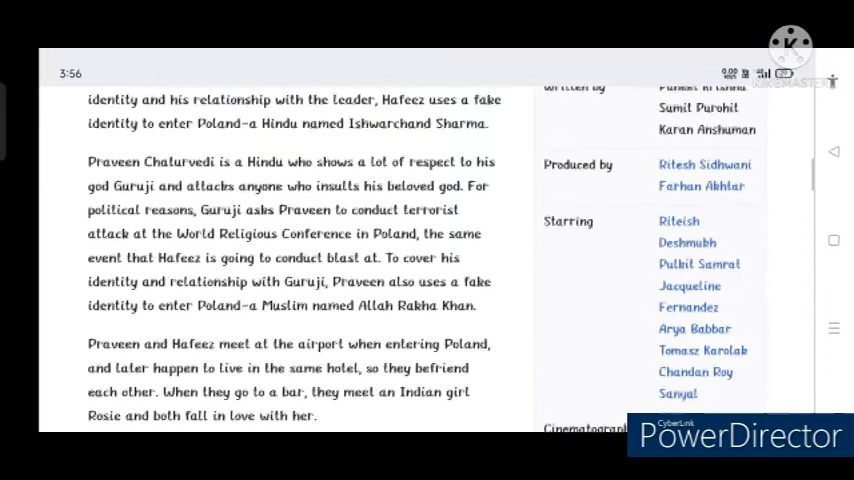 3:56
identity and his relationship with the leader, Hafeez uses a fake
identity to enter Poland-a Hindu named Ishwarchand Sharma.
Praveen Chaturvedi is a Hindu who shows a lot of respect to his
god Guruji and attacks anyone who insults his beloved god. For
political reasons, Guruji asks Praveen to conduct terrorist
attack at the World Religious Conference in Poland, the same
event that Hafeez is going to conduct blast at. To cover his
identity and relationship with Guruji, Praveen also uses a fake
identity to enter Poland-a Muslim named Allah Rakha Khan.
Praveen and Hafeez meet at the airport when entering Poland,
and later happen to live in the same hotel, so they befriend
each other. When they go to a bar, they meet an Indian girl
Rosie and both fall in love with her.
Written by
Sumit Purohit
Karan Anshuman
Produced by
Ritesh Sidhwani
Farhan Akhtar
Starring
Riteish
Deshmukh
Pulkit Samrat
Jacqueline
Fernandez
Arya Babbar
Tomasz Karolak
Chandan Roy
Sanyal
K
KINEMASTER
CyberLink
PowerDirector